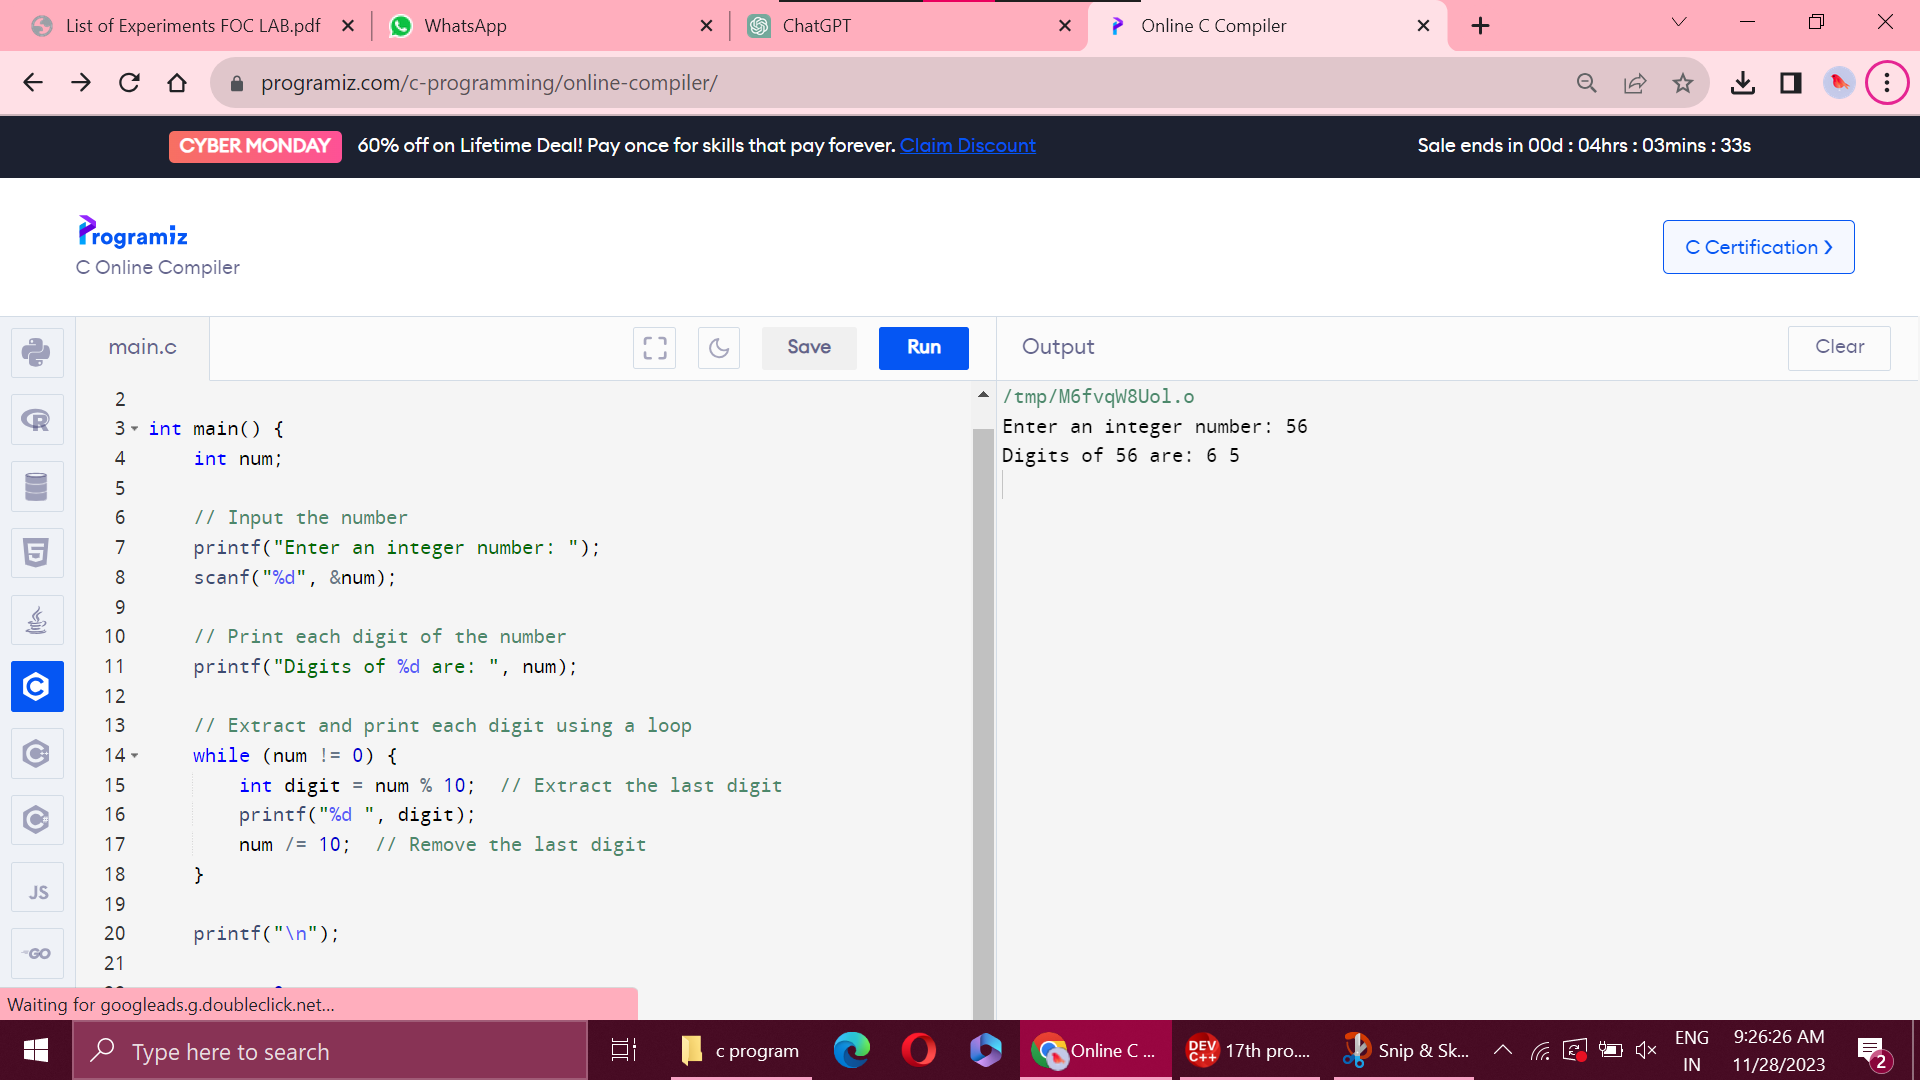 List of Experiments FOC LAB.pdf
WhatsApp
ChatGPT
Online C Compiler
programiz.com/c-programming/online-compiler/
CYBER MONDAY 60% off on Lifetime Deal! Pay once for skills that pay forever. Claim Discount
Sale ends in 00d : 04hrs : 03mins : 33s
Programiz
C Online Compiler
C Certification >
main.c
Save
Run
Output
Clear
2
3 int main() {
4 int num;
5
6 // Input the number
7 printf("Enter an integer number: ");
8 scanf("%d", &num);
9
10 // Print each digit of the number
11 printf("Digits of %d are: ", num);
12
13 // Extract and print each digit using a loop
14 while (num != 0) {
15 int digit = num % 10; // Extract the last digit
16 printf("%d ", digit);
17 num /= 10; // Remove the last digit
18 }
19
20 printf("\n");
21
/tmp/M6fvqW8Uol.o
Enter an integer number: 56
Digits of 56 are: 6 5
R
5
C
C++
C#
JS
GO
Waiting for googleads.g.doubleclick.net...
Type here to search
c program
Online C ...
DEV C++
17th pro....
Snip & Sk...
ENG
IN
9:26:26 AM
11/28/2023
2